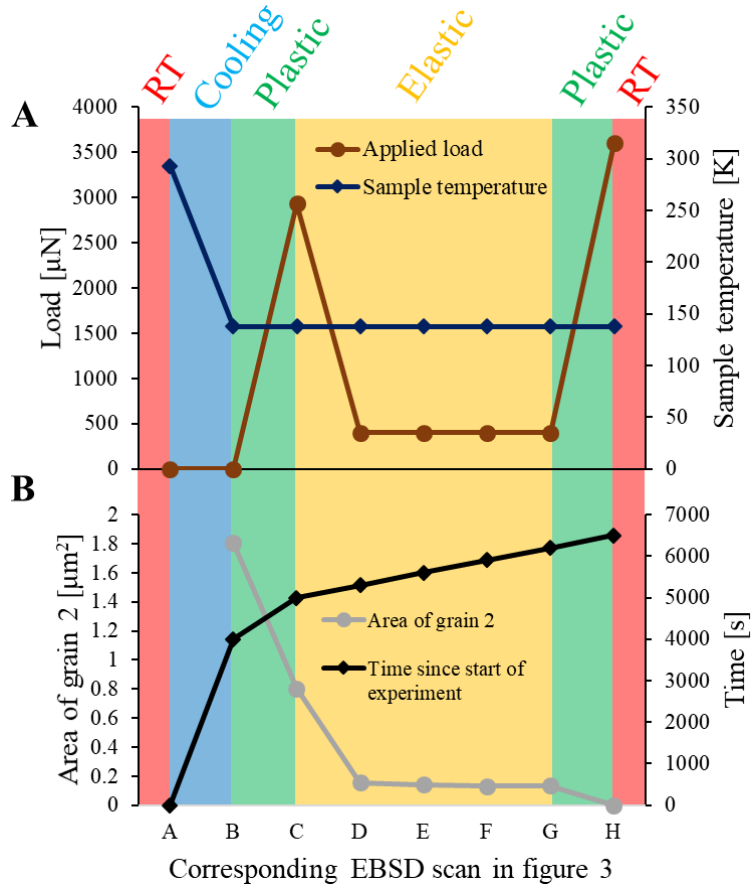 RT Cooling Plastic Elastic Plastic RT
A
4000 350
3500 300
3000 250
2500 200
2000 150
1500 100
1000 50
500 0
0
Load [µN]
Sample temperature [K]
Applied load
Sample temperature
B
2 7000
1.8 6000
1.6 5000
1.4 4000
1.2 3000
1 2000
0.8 1000
0.6 0
0.4
0.2
0
Area of grain 2 [µm²]
Time [s]
Area of grain 2
Time since start of
experiment
A B C D E F G H
Corresponding EBSD scan in figure 3